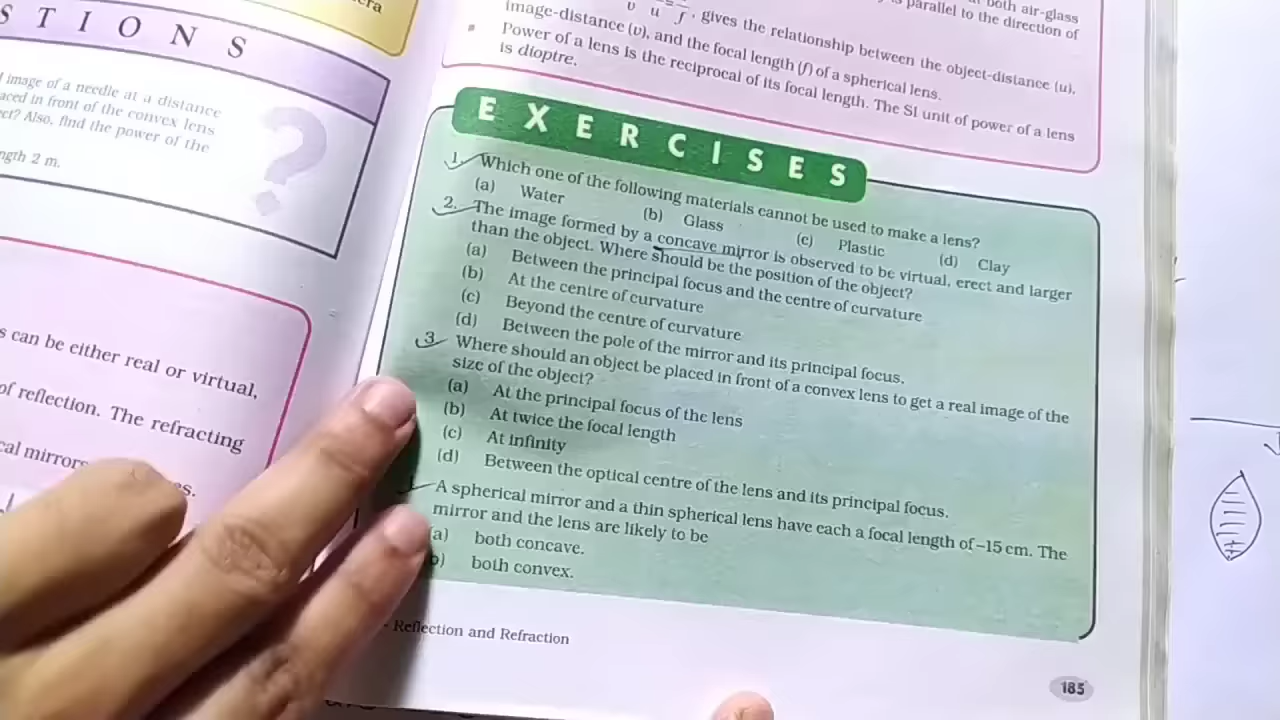 STIONS
image of a needle at a distance
aced in front of the convex lens
ect? Also, find the power of the
ngth 2 m.
s can be either real or virtual,
of reflection. The refracting
cal mirrors
es.
both air-glass
parallel to the direction of
gives the relationship between the object-distance (u),
image-distance (v), and the focal length (f) of a spherical lens.
Power of a lens is the reciprocal of its focal length. The SI unit of power of a lens
is dioptre.
EXERCISES
1. Which one of the following materials cannot be used to make a lens?
(a) Water (b) Glass (c) Plastic (d) Clay
2. The image formed by a concave mirror is observed to be virtual, erect and larger
than the object. Where should be the position of the object?
(a) Between the principal focus and the centre of curvature
(b) At the centre of curvature
(c) Beyond the centre of curvature
(d) Between the pole of the mirror and its principal focus.
3. Where should an object be placed in front of a convex lens to get a real image of the
size of the object?
(a) At the principal focus of the lens
(b) At twice the focal length
(c) At infinity
(d) Between the optical centre of the lens and its principal focus.
A spherical mirror and a thin spherical lens have each a focal length of –15 cm. The
mirror and the lens are likely to be
(a) both concave.
(b) both convex.
- Reflection and Refraction
185